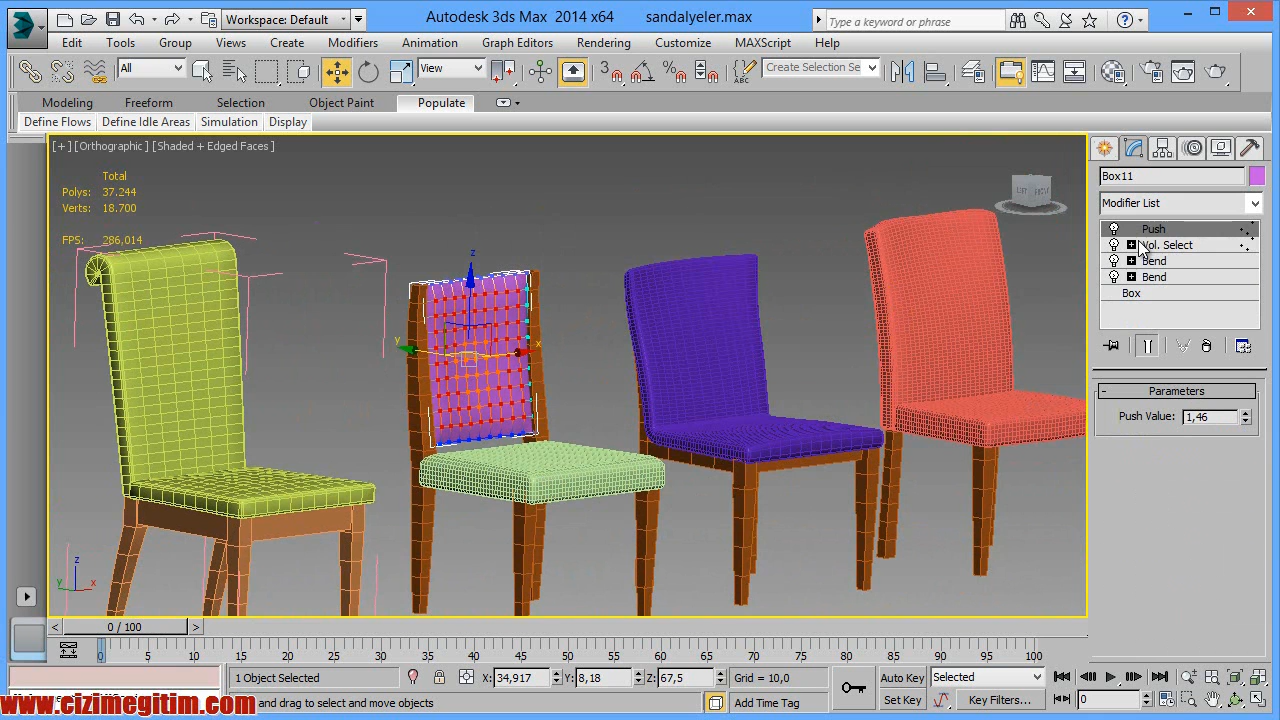 Workspace: Default
Autodesk 3ds Max 2014 x64 sandalyeler.max
Type a keyword or phrase
Edit Tools Group Views Create Modifiers Animation Graph Editors Rendering Customize MAXScript Help
All View Create Selection Se
Modeling Freeform Selection Object Paint Populate
Define Flows Define Idle Areas Simulation Display
[+] [Orthographic] [Shaded + Edged Faces]
Total
Polys: 37.244
Verts: 18.700
FPS: 286,014
z
y
x
z
y x
Box11
Modifier List
Push
Vol. Select
Bend
Bend
Box
- Parameters
Push Value: 1,46
< 0 / 100 >
0 5 10 15 20 25 30 35 40 45 50 55 60 65 70 75 80 85 90 95 100
1 Object Selected X: 34,917 Y: 8,18 Z: 67,5 Grid = 10,0 Auto Key Selected
www.cizimegitim.com and drag to select and move objects Add Time Tag Set Key Key Filters... 0